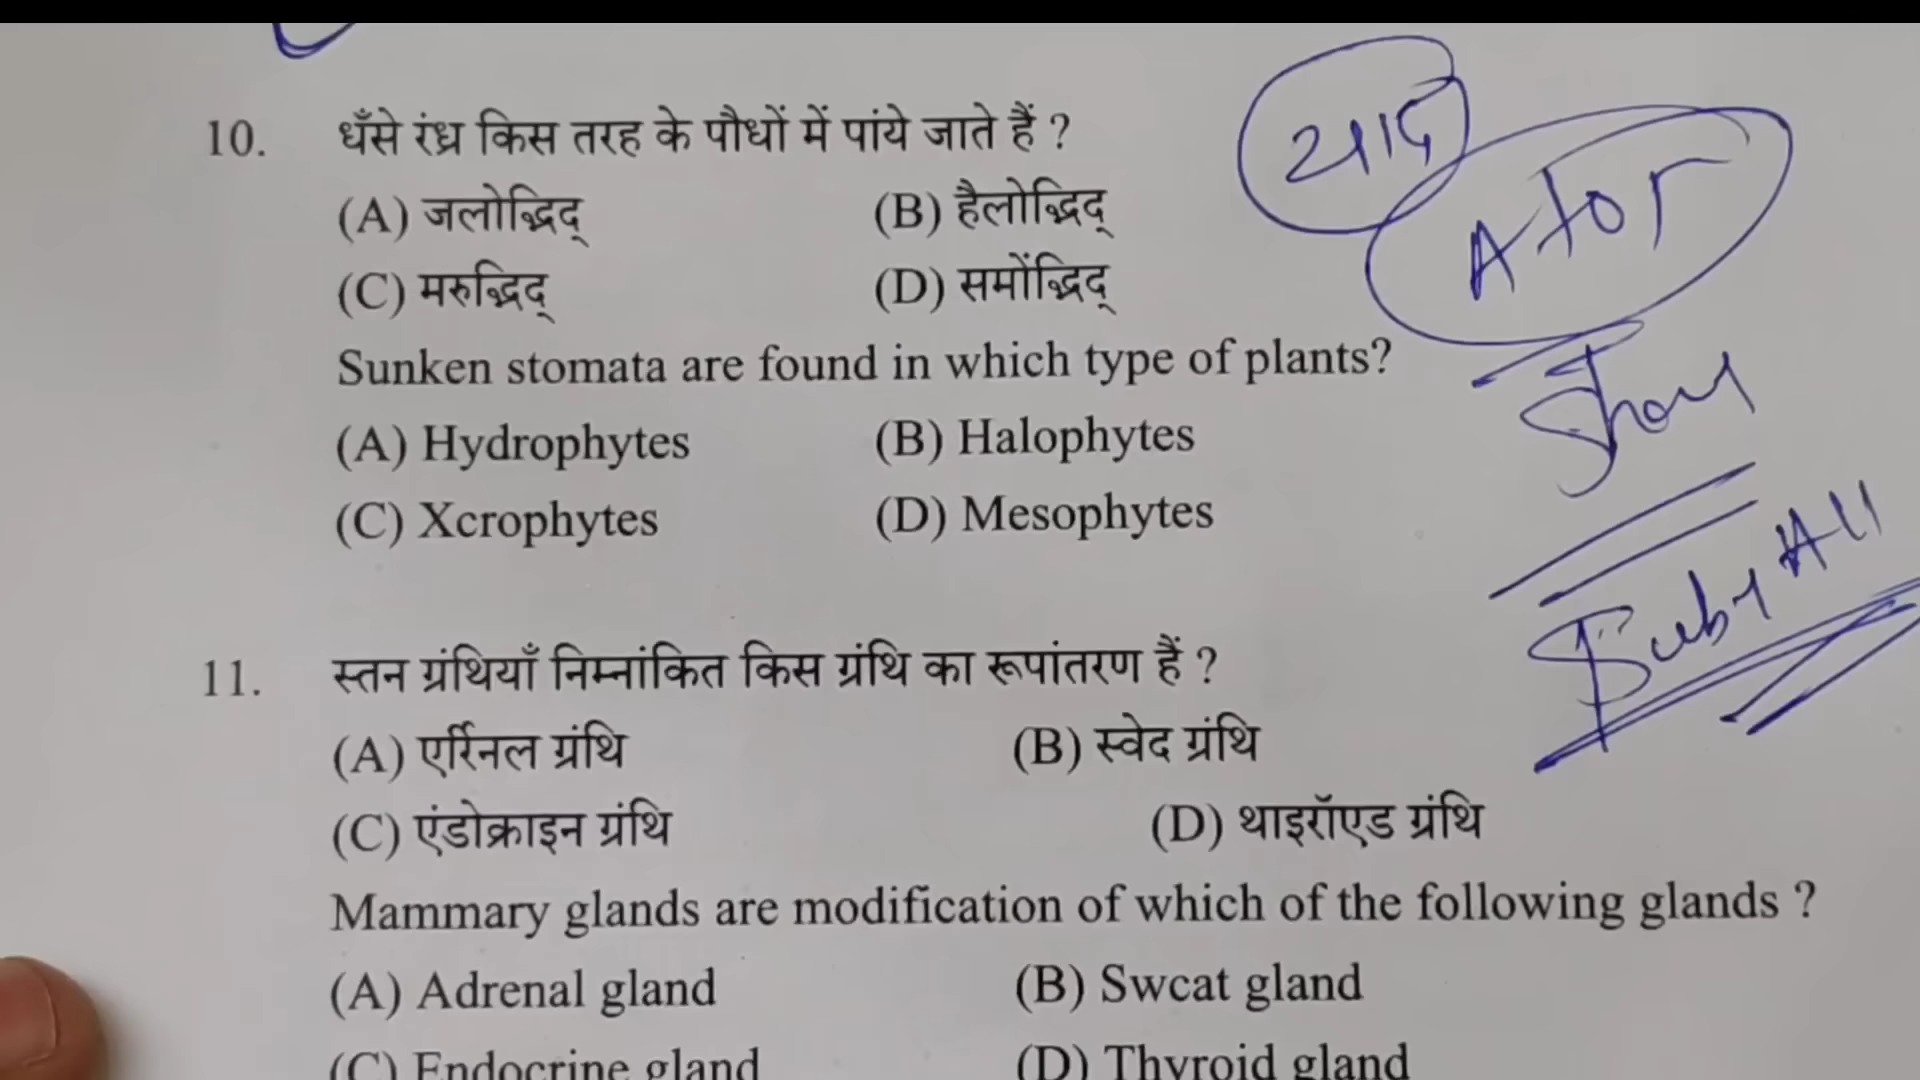 10. धँसे रंध्र किस तरह के पौधों में पांये जाते हैं ?
(A) जलोद्भिद् (B) हैलोद्भिद्
(C) मरुद्भिद् (D) समोंद्भिद्
Sunken stomata are found in which type of plants?
(A) Hydrophytes (B) Halophytes
(C) Xcrophytes (D) Mesophytes
11. स्तन ग्रंथियाँ निम्नांकित किस ग्रंथि का रूपांतरण हैं ?
(A) एर्रिनल ग्रंथि (B) स्वेद ग्रंथि
(C) एंडोक्राइन ग्रंथि (D) थाइरॉएड ग्रंथि
Mammary glands are modification of which of the following glands ?
(A) Adrenal gland (B) Swcat gland
(C) Endocrine gland (D) Thyroid gland